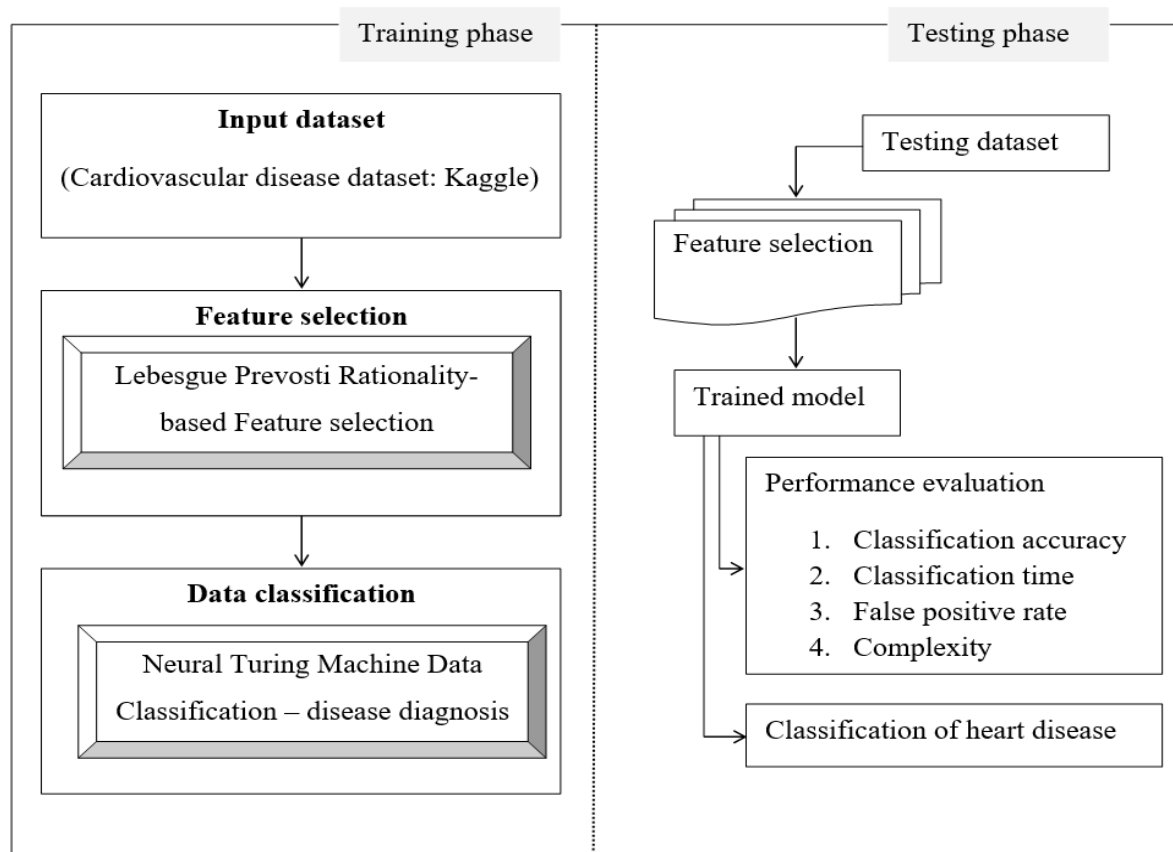 Training phase
Input dataset
(Cardiovascular disease dataset: Kaggle)
Feature selection
Lebesgue Prevosti Rationality-
based Feature selection
Data classification
Neural Turing Machine Data
Classification – disease diagnosis
Testing phase
Testing dataset
Feature selection
Trained model
Performance evaluation
1. Classification accuracy
2. Classification time
3. False positive rate
4. Complexity
Classification of heart disease